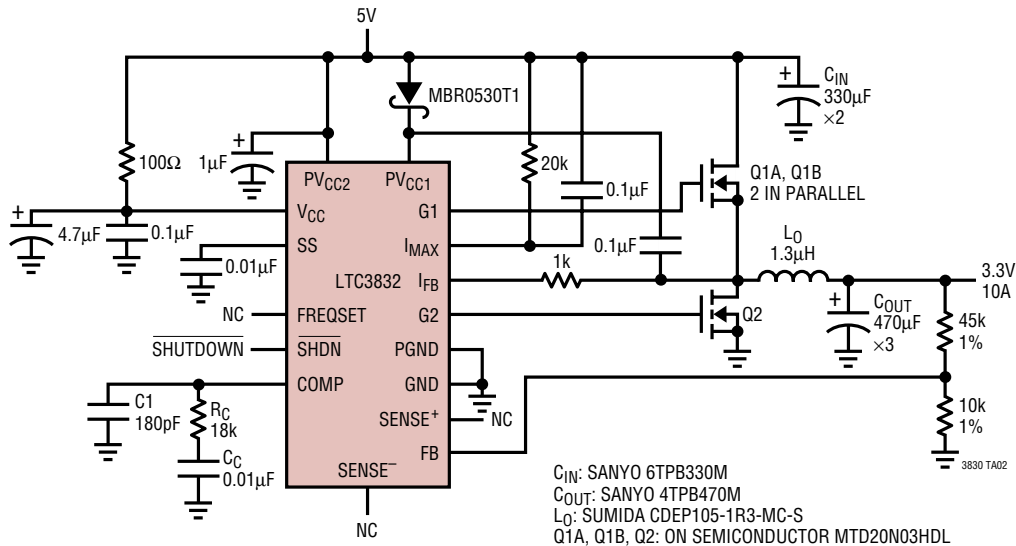 5V
MBR0530T1
+
C_IN
330µF
×2
100Ω
+
1µF
20k
0.1µF
Q1A, Q1B
2 IN PARALLEL
PV_CC2
PV_CC1
+
4.7µF
0.1µF
V_CC
G1
0.01µF
SS
I_MAX
0.1µF
L_O
1.3µH
LTC3832
I_FB
1k
3.3V
10A
NC
FREQSET
G2
Q2
+
C_OUT
470µF
×3
45k
1%
SHUTDOWN
SHDN
PGND
COMP
GND
C1
180pF
R_C
18k
SENSE+
NC
10k
1%
C_C
0.01µF
FB
SENSE−
NC
3830 TA02
C_IN: SANYO 6TPB330M
C_OUT: SANYO 4TPB470M
L_O: SUMIDA CDEP105-1R3-MC-S
Q1A, Q1B, Q2: ON SEMICONDUCTOR MTD20N03HDL